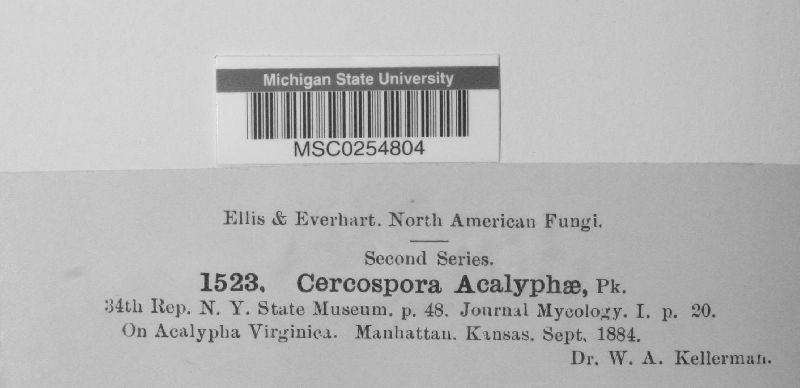 Michigan State University
MSC0254804
Ellis & Everhart. North American Fungi.
Second Series.
1523. Cercospora Acalyphæ, Pk.
34th Rep. N. Y. State Museum. p. 48. Journal Mycology. I. p. 20.
On Acalypha Virginica. Manhattan. Kansas. Sept. 1884.
Dr. W. A. Kellerman.